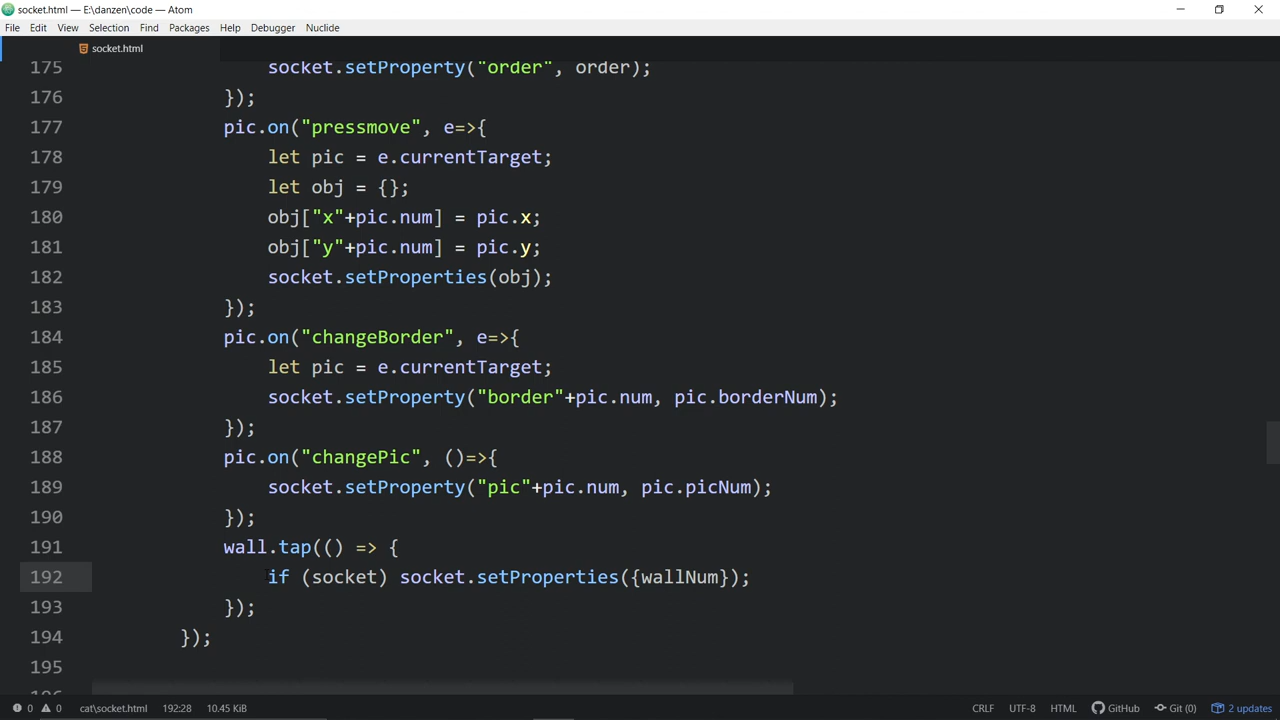 socket.html — E:\danzen\code — Atom
File Edit View Selection Find Packages Help Debugger Nuclide
socket.html
175 socket.setProperty("order", order);
176 });
177 pic.on("pressmove", e=>{
178 let pic = e.currentTarget;
179 let obj = {};
180 obj["x"+pic.num] = pic.x;
181 obj["y"+pic.num] = pic.y;
182 socket.setProperties(obj);
183 });
184 pic.on("changeBorder", e=>{
185 let pic = e.currentTarget;
186 socket.setProperty("border"+pic.num, pic.borderNum);
187 });
188 pic.on("changePic", ()=>{
189 socket.setProperty("pic"+pic.num, pic.picNum);
190 });
191 wall.tap(() => {
192 if (socket) socket.setProperties({wallNum});
193 });
194 });
195
196
0 0 cat\socket.html 192:28 10.45 KiB CRLF UTF-8 HTML GitHub Git (0) 2 updates